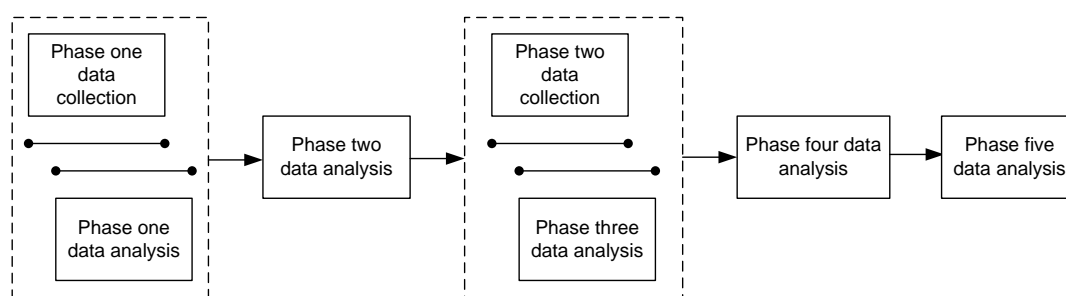 Phase one
data
collection
Phase one
data analysis
Phase two
data analysis
Phase two
data
collection
Phase three
data analysis
Phase four data
analysis
Phase five
data analysis